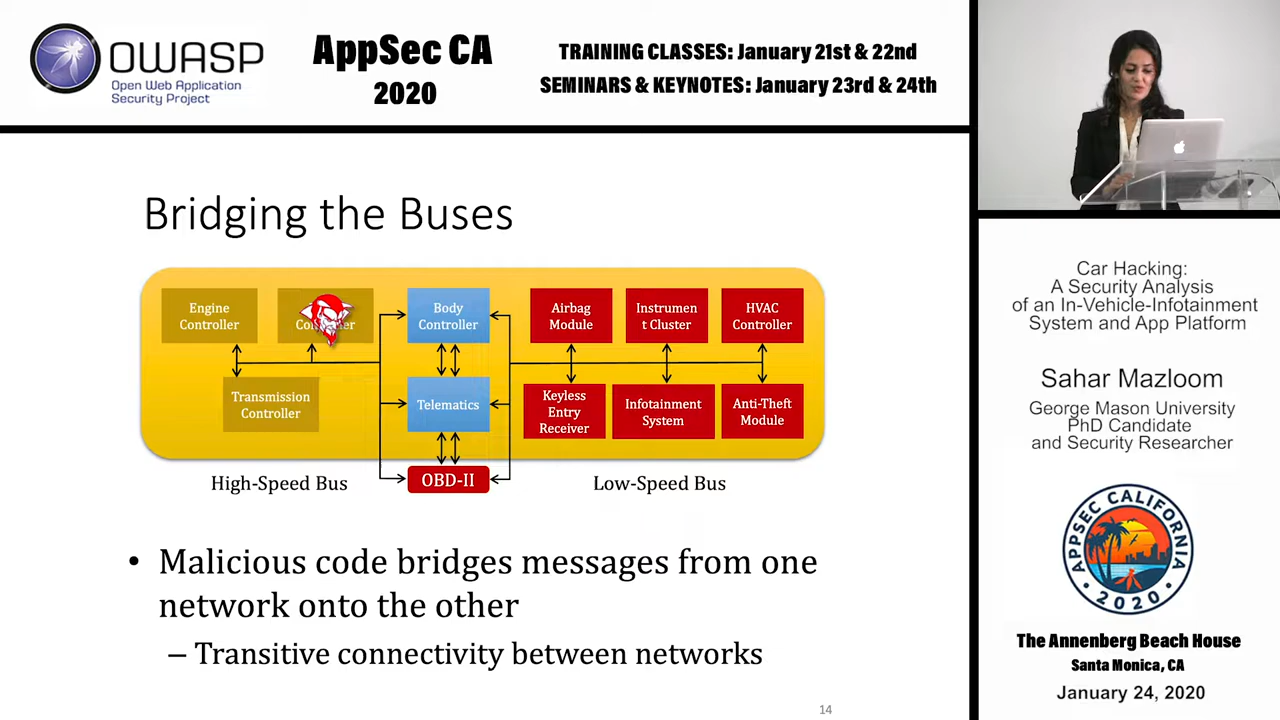 OWASP
Open Web Application
Security Project
AppSec CA
2020
TRAINING CLASSES: January 21st & 22nd
SEMINARS & KEYNOTES: January 23rd & 24th
Bridging the Buses
Engine
Controller
Body
Controller
Airbag
Module
Instrumen
t Cluster
HVAC
Controller
Transmission
Controller
Telematics
Keyless
Entry
Receiver
Infotainment
System
Anti-Theft
Module
High-Speed Bus
OBD-II
Low-Speed Bus
• Malicious code bridges messages from one
network onto the other
– Transitive connectivity between networks
14
Car Hacking:
A Security Analysis
of an In-Vehicle-Infotainment
System and App Platform
Sahar Mazloom
George Mason University
PhD Candidate
and Security Researcher
APPSEC CALIFORNIA
• 2020 •
The Annenberg Beach House
Santa Monica, CA
January 24, 2020